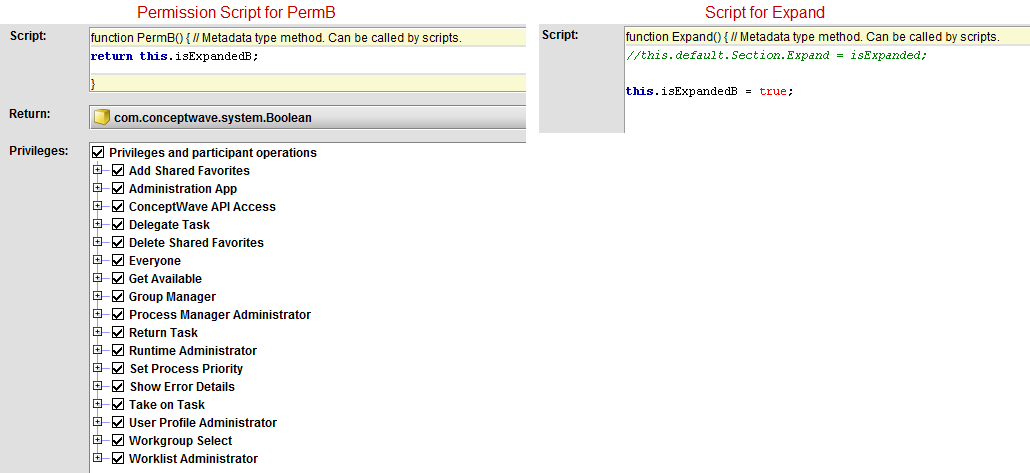 Permission Script for PermB
Script:
function PermB() { // Metadata type method. Can be called by scripts.
return this.isExpandedB;
}
Return:
com.conceptwave.system.Boolean
Privileges:
Privileges and participant operations
Add Shared Favorites
Administration App
ConceptWave API Access
Delegate Task
Delete Shared Favorites
Everyone
Get Available
Group Manager
Process Manager Administrator
Return Task
Runtime Administrator
Set Process Priority
Show Error Details
Take on Task
User Profile Administrator
Workgroup Select
Worklist Administrator
Script for Expand
Script:
function Expand() { // Metadata type method. Can be called by scripts.
//this.default.Section.Expand = isExpanded;
this.isExpandedB = true;